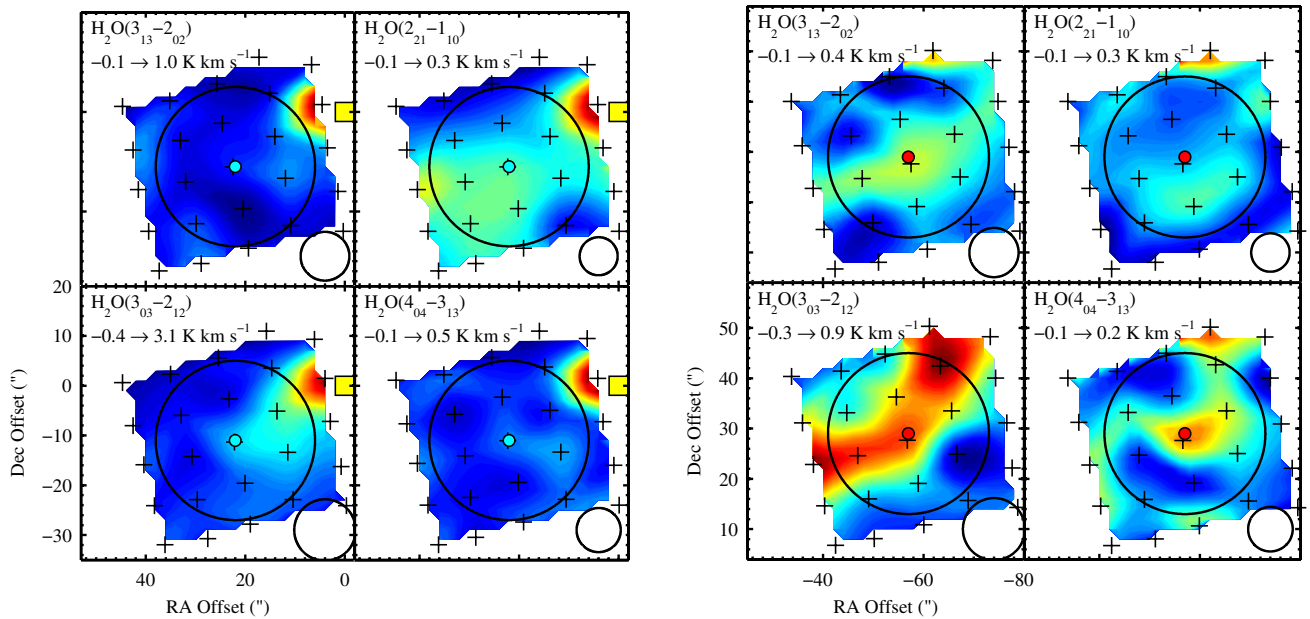 H₂O(3₁₃−2₀₂)
−0.1 → 1.0 K km s⁻¹
H₂O(2₂₁−1₁₀)
−0.1 → 0.3 K km s⁻¹
H₂O(3₀₃−2₁₂)
−0.4 → 3.1 K km s⁻¹
H₂O(4₀₄−3₁₃)
−0.1 → 0.5 K km s⁻¹
20
10
0
−10
−20
−30
Dec Offset (")
40
20
0
RA Offset (")
H₂O(3₁₃−2₀₂)
−0.1 → 0.4 K km s⁻¹
H₂O(2₂₁−1₁₀)
−0.1 → 0.3 K km s⁻¹
H₂O(3₀₃−2₁₂)
−0.3 → 0.9 K km s⁻¹
H₂O(4₀₄−3₁₃)
−0.1 → 0.2 K km s⁻¹
50
40
30
20
10
Dec Offset (")
−40
−60
−80
RA Offset (")